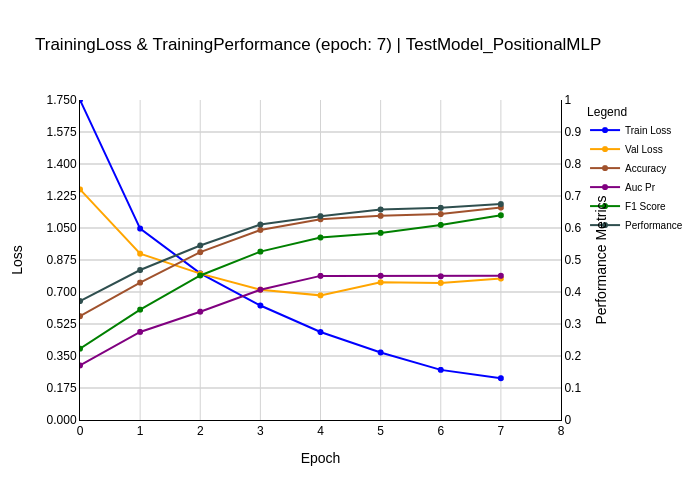 TrainingLoss & TrainingPerformance (epoch: 7) | TestModel_PositionalMLP
Legend
Train Loss
Val Loss
Accuracy
Auc Pr
F1 Score
Performance
Loss
1.750
1.575
1.400
1.225
1.050
0.875
0.700
0.525
0.350
0.175
0.000
1
0.9
0.8
0.7
0.6
0.5
0.4
0.3
0.2
0.1
0
Performance Metrics
0 1 2 3 4 5 6 7 8
Epoch